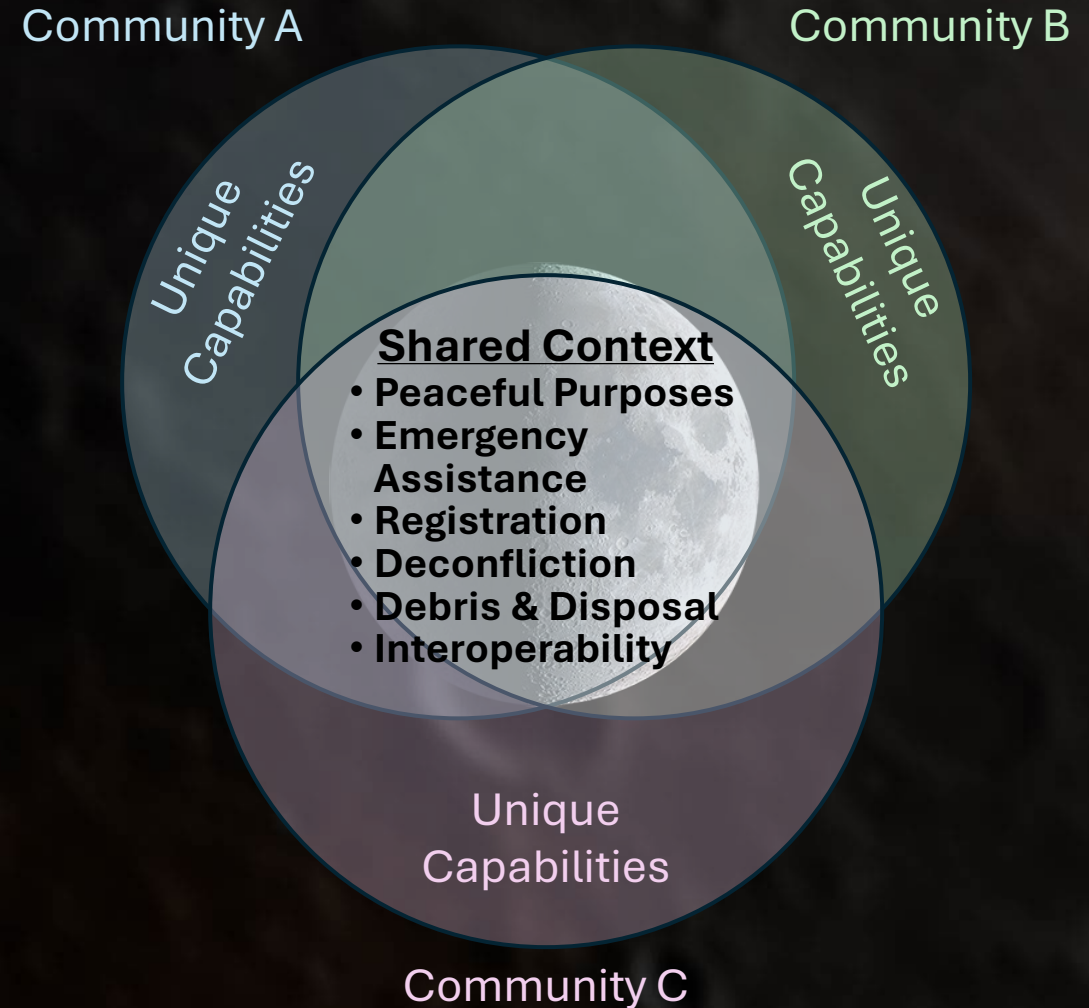 Community A
Community B
Unique
Capabilities
Unique
Capabilities
Shared Context
• Peaceful Purposes
• Emergency
Assistance
• Registration
• Deconfliction
• Debris & Disposal
• Interoperability
Unique
Capabilities
Community C